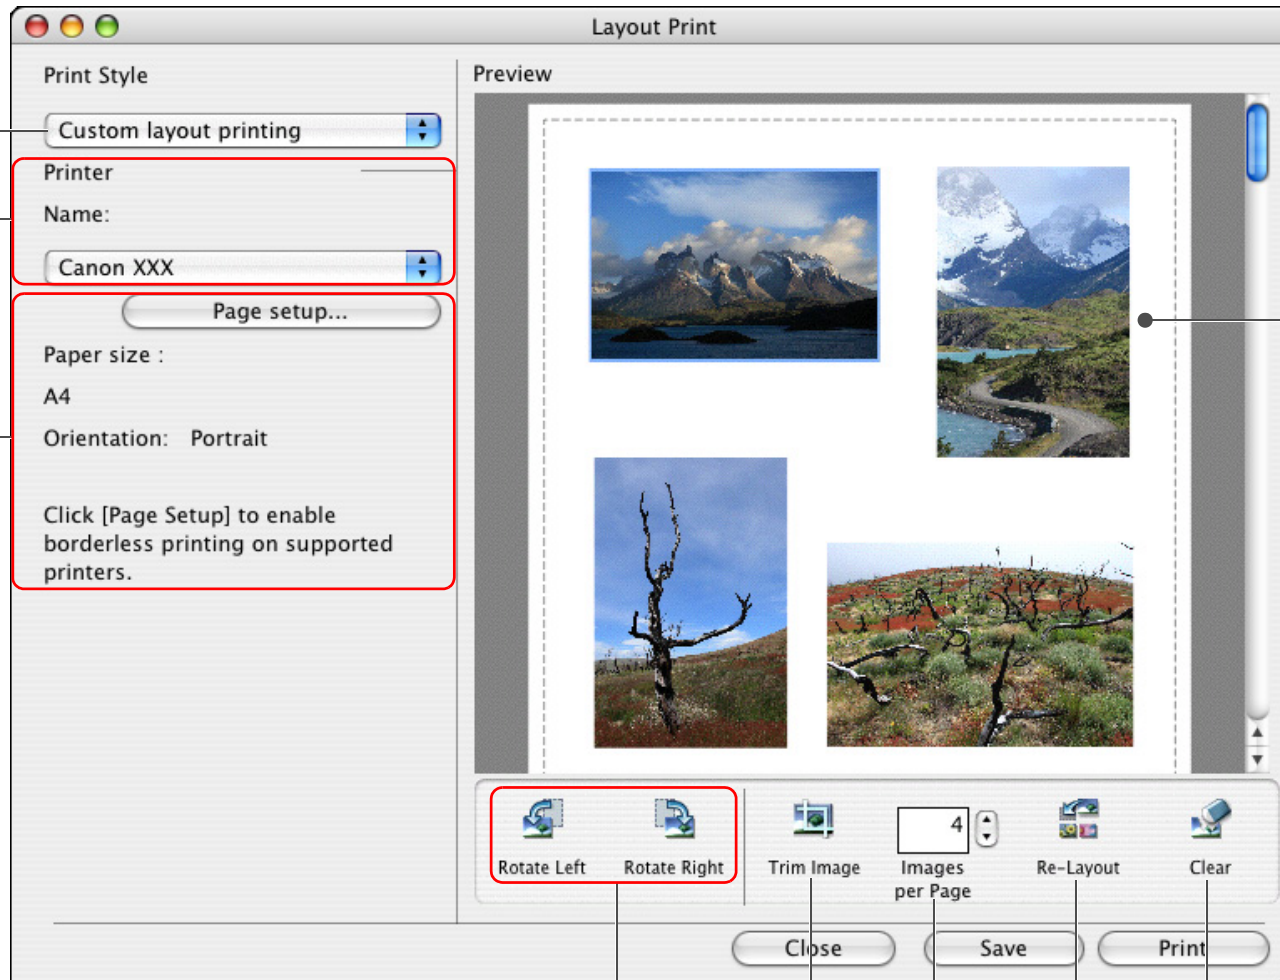 Layout Print
Print Style
Custom layout printing
Printer
Name:
Canon XXX
Page setup...
Paper size :
A4
Orientation: Portrait
Click [Page Setup] to enable
borderless printing on supported
printers.
Preview
Rotate Left
Rotate Right
Trim Image
4
Images
per Page
Re-Layout
Clear
Close
Save
Print